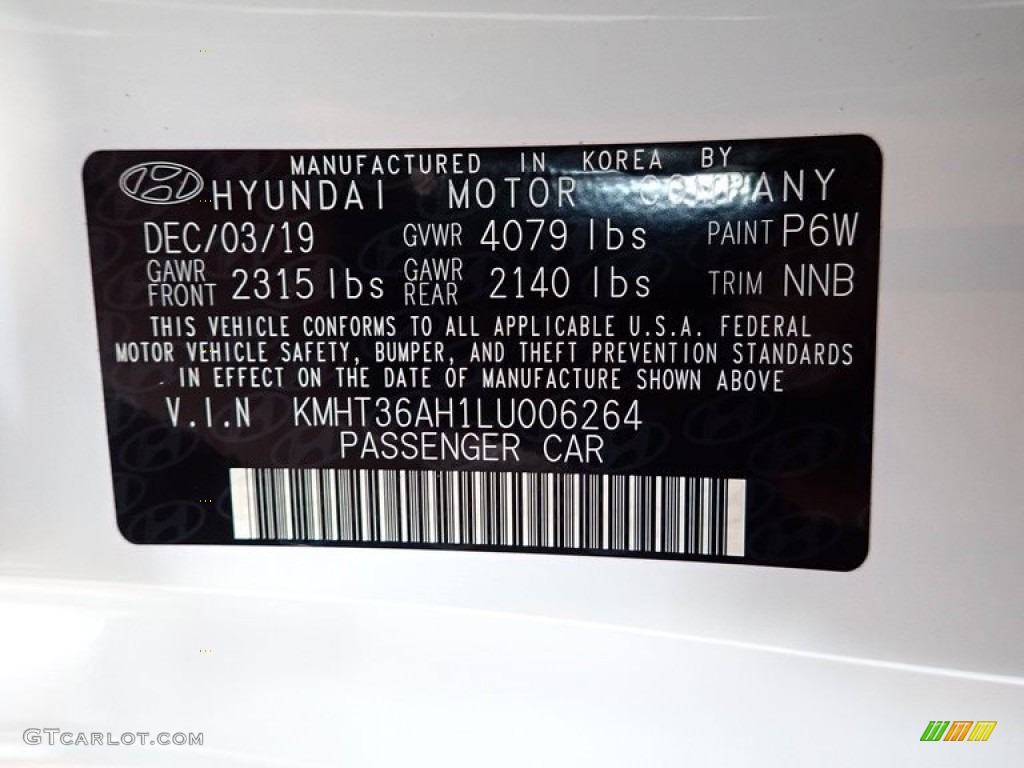 MANUFACTURED IN KOREA BY
HYUNDAI MOTOR COMPANY
DEC/03/19 GVWR 4079 lbs PAINT P6W
GAWR FRONT 2315 lbs GAWR REAR 2140 lbs TRIM NNB
THIS VEHICLE CONFORMS TO ALL APPLICABLE U.S.A. FEDERAL
MOTOR VEHICLE SAFETY, BUMPER, AND THEFT PREVENTION STANDARDS
IN EFFECT ON THE DATE OF MANUFACTURE SHOWN ABOVE
V.I.N KMHT36AH1LU006264
PASSENGER CAR
GTCARLOT.COM